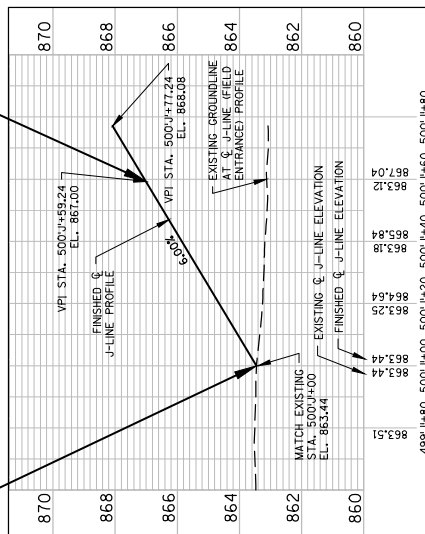 870
868
866
864
862
860
870
868
866
864
862
860
VPI STA. 500'J'+59.24
EL. 867.00
FINISHED ℄
J-LINE PROFILE
6.00%
VPI STA. 500'J'+77.24
EL. 868.08
EXISTING GROUNDLINE
AT ℄ J-LINE (FIELD
ENTRANCE) PROFILE
MATCH EXISTING
STA. 500'J'+00
EL. 863.44
EXISTING ℄ J-LINE ELEVATION
FINISHED ℄ J-LINE ELEVATION
863.51
863.44
863.44
863.25
864.64
863.18
865.84
863.12
867.04
499'J'+80 500'J'+00 500'J'+20 500'J'+40 500'J'+60 500'J'+80